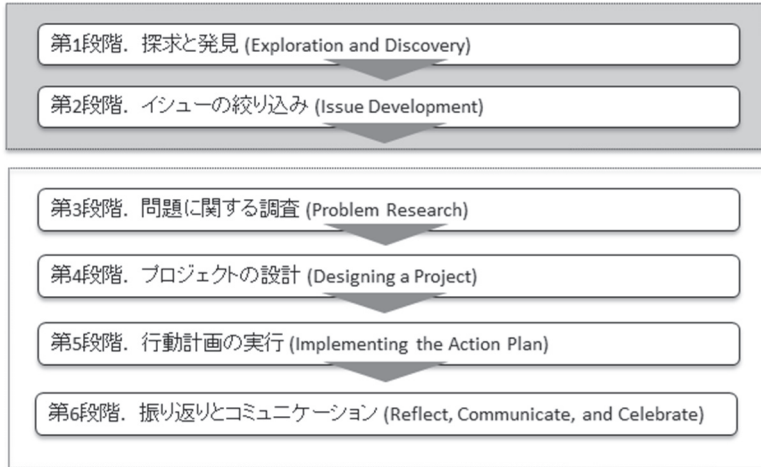 第1段階．探求と発見 (Exploration and Discovery)
第2段階．イシューの絞り込み (Issue Development)
第3段階．問題に関する調査 (Problem Research)
第4段階．プロジェクトの設計 (Designing a Project)
第5段階．行動計画の実行 (Implementing the Action Plan)
第6段階．振り返りとコミュニケーション (Reflect, Communicate, and Celebrate)